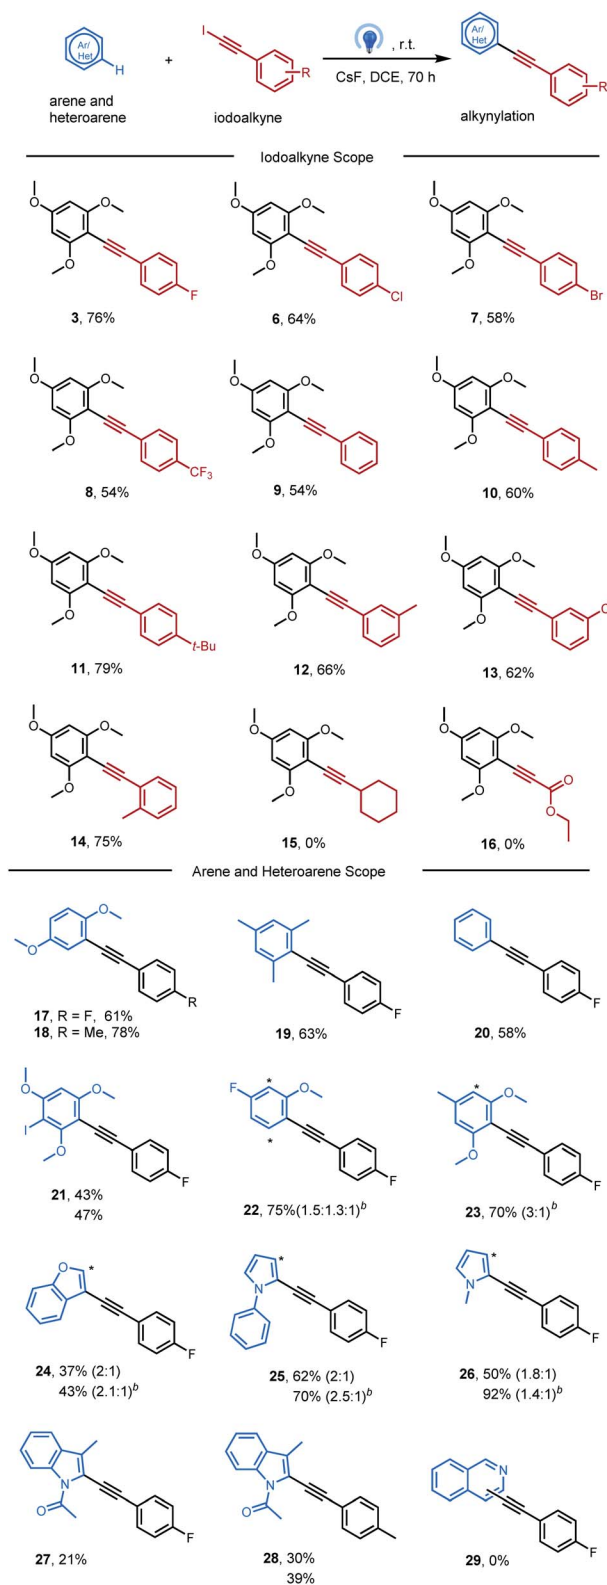 Ar/
Het
H
+
I
R
, r.t.
CsF, DCE, 70 h
Ar/
Het
R
arene and
heteroarene
iodoalkyne
alkynylation
Iodoalkyne Scope
O O O F
3, 76%
O O O Cl
6, 64%
O O O Br
7, 58%
O O O CF3
8, 54%
O O O
9, 54%
O O O
10, 60%
O O O t-Bu
11, 79%
O O O
12, 66%
O O O
13, 62%
O O O
14, 75%
O O O
15, 0%
O O O O O
16, 0%
Arene and Heteroarene Scope
O O R
17, R = F, 61%
18, R = Me, 78%
F
19, 63%
F
20, 58%
O O I O F
21, 43%
47%
F * O * F
22, 75%(1.5:1.3:1)b
* O O F
23, 70% (3:1)b
O * F
24, 37% (2:1)
43% (2.1:1)b
* N F
25, 62% (2:1)
70% (2.5:1)b
* N F
26, 50% (1.8:1)
92% (1.4:1)b
N O F
27, 21%
N O
28, 30%
39%
N F
29, 0%